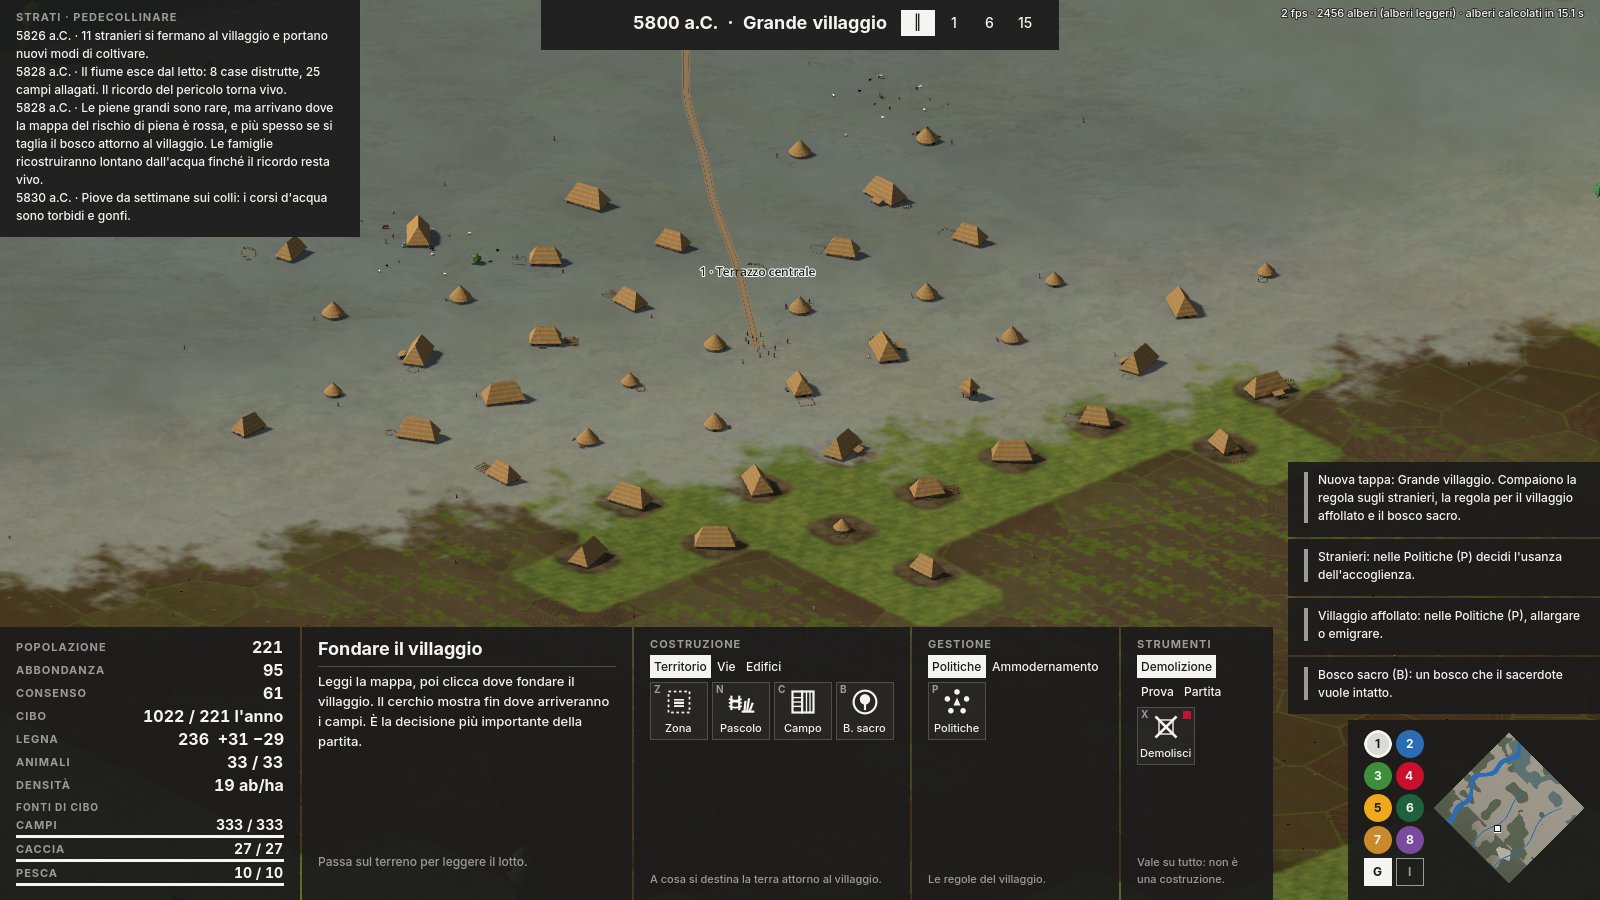 STRATI · PEDECOLLINARE
5826 a.C. · 11 stranieri si fermano al villaggio e portano
nuovi modi di coltivare.
5828 a.C. · Il fiume esce dal letto: 8 case distrutte, 25
campi allagati. Il ricordo del pericolo torna vivo.
5828 a.C. · Le piene grandi sono rare, ma arrivano dove
la mappa del rischio di piena è rossa, e più spesso se si
taglia il bosco attorno al villaggio. Le famiglie
ricostruiranno lontano dall'acqua finché il ricordo resta
vivo.
5830 a.C. · Piove da settimane sui colli: i corsi d'acqua
sono torbidi e gonfi.
5800 a.C. · Grande villaggio
1 6 15
2 fps · 2456 alberi (alberi leggeri) · alberi calcolati in 15.1 s
1 · Terrazzo centrale
Nuova tappa: Grande villaggio. Compaiono la
regola sugli stranieri, la regola per il villaggio
affollato e il bosco sacro.
Stranieri: nelle Politiche (P) decidi l'usanza
dell'accoglienza.
Villaggio affollato: nelle Politiche (P), allargare
o emigrare.
Bosco sacro (B): un bosco che il sacerdote
vuole intatto.
POPOLAZIONE 221
ABBONDANZA 95
CONSENSO 61
CIBO 1022 / 221 l'anno
LEGNA 236 +31 −29
ANIMALI 33 / 33
DENSITÀ 19 ab/ha
FONTI DI CIBO
CAMPI 333 / 333
CACCIA 27 / 27
PESCA 10 / 10
Fondare il villaggio
Leggi la mappa, poi clicca dove fondare il
villaggio. Il cerchio mostra fin dove arriveranno
i campi. È la decisione più importante della
partita.
Passa sul terreno per leggere il lotto.
COSTRUZIONE
Territorio Vie Edifici
Z N C B
Zona Pascolo Campo B. sacro
A cosa si destina la terra attorno al villaggio.
GESTIONE
Politiche Ammodernamento
P
Politiche
Le regole del villaggio.
STRUMENTI
Demolizione
Prova Partita
X
Demolisci
Vale su tutto: non è
una costruzione.
1 2
3 4
5 6
7 8
G I